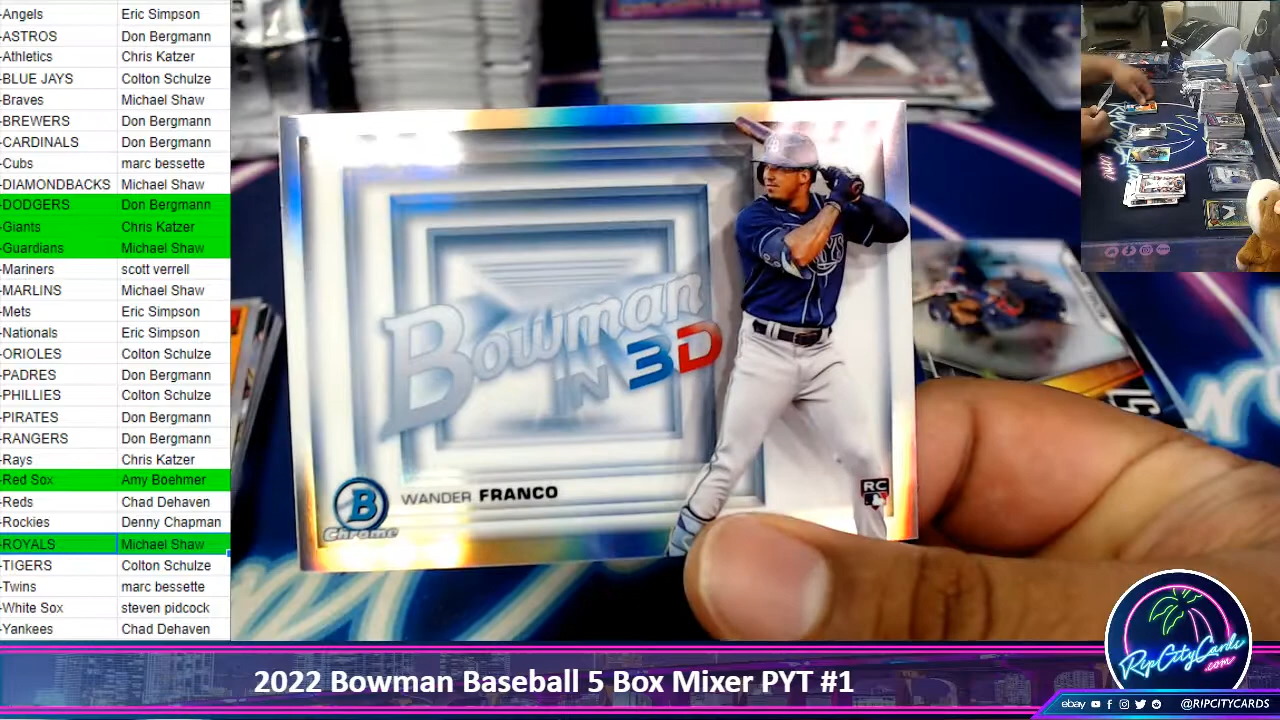 -Angels Eric Simpson
-ASTROS Don Bergmann
-Athletics Chris Katzer
-BLUE JAYS Colton Schulze
-Braves Michael Shaw
-BREWERS Don Bergmann
-CARDINALS Don Bergmann
-Cubs marc bessette
-DIAMONDBACKS Michael Shaw
-DODGERS Don Bergmann
-Giants Chris Katzer
-Guardians Michael Shaw
-Mariners scott verrell
-MARLINS Michael Shaw
-Mets Eric Simpson
-Nationals Eric Simpson
-ORIOLES Colton Schulze
-PADRES Don Bergmann
-PHILLIES Colton Schulze
-PIRATES Don Bergmann
-RANGERS Don Bergmann
-Rays Chris Katzer
-Red Sox Amy Boehmer
-Reds Chad Dehaven
-Rockies Denny Chapman
-ROYALS Michael Shaw
-TIGERS Colton Schulze
-Twins marc bessette
-White Sox steven pidcock
-Yankees Chad Dehaven
Bowman
IN 3D
RAYS
B
Chrome
WANDER FRANCO
RC
RipCityCards
.com
2022 Bowman Baseball 5 Box Mixer PYT #1
ebay @RIPCITYCARDS